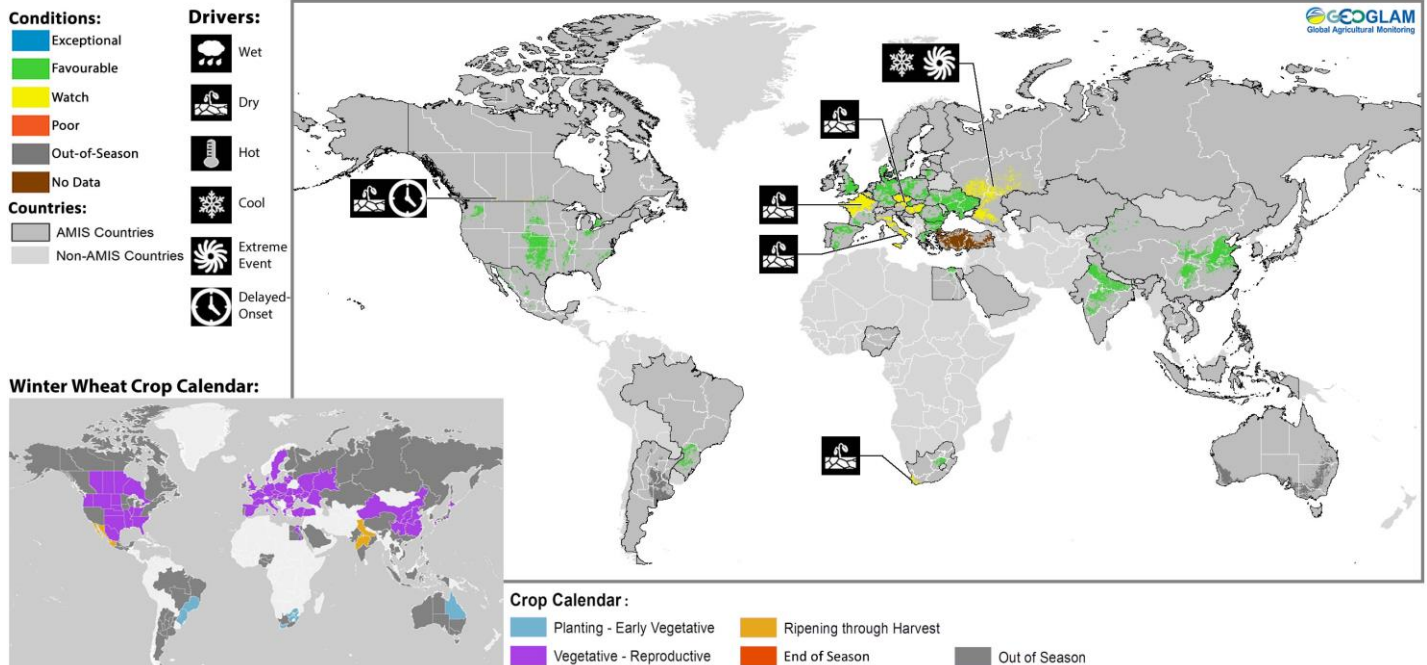 Conditions:
Exceptional
Favourable
Watch
Poor
Out-of-Season
No Data
Countries:
AMIS Countries
Non-AMIS Countries
Drivers:
Wet
Dry
Hot
Cool
Extreme
Event
Delayed-
Onset
GEOGLAM
Global Agricultural Monitoring
Winter Wheat Crop Calendar:
Crop Calendar :
Planting - Early Vegetative
Ripening through Harvest
Vegetative - Reproductive
End of Season
Out of Season